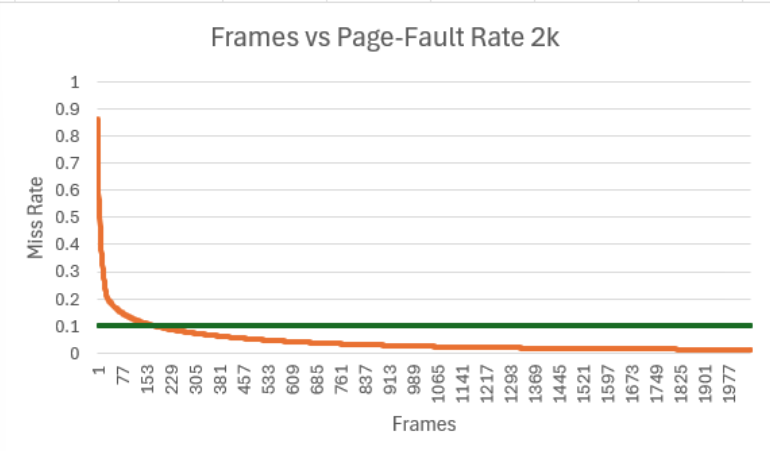 Frames vs Page-Fault Rate 2k
1
0.9
0.8
0.7
0.6
0.5
0.4
0.3
0.2
0.1
0
Miss Rate
1 77 153 229 305 381 457 533 609 685 761 837 913 989 1065 1141 1217 1293 1369 1445 1521 1597 1673 1749 1825 1901 1977
Frames